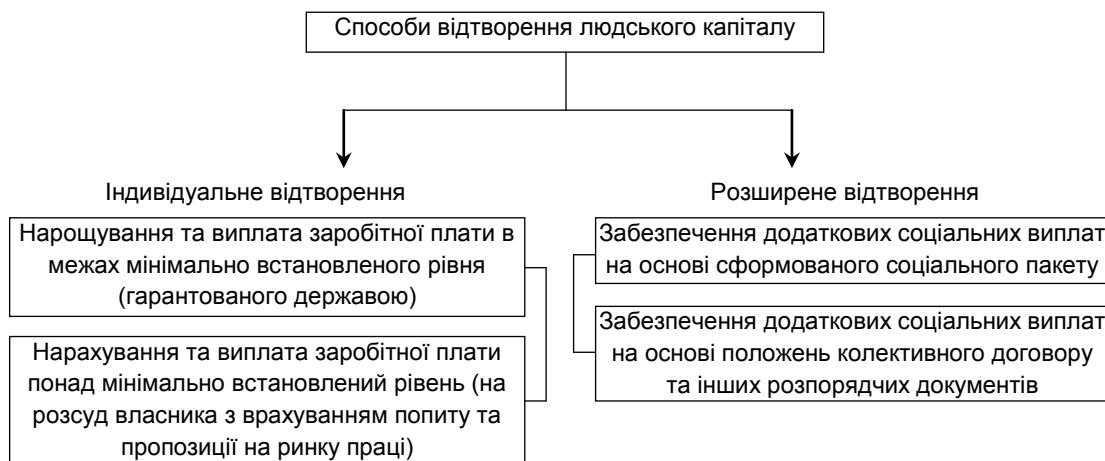 Способи відтворення людського капіталу
Індивідуальне відтворення
Нарощування та виплата заробітної плати в
межах мінімально встановленого рівня
(гарантованого державою)
Нарахування та виплата заробітної плати
понад мінімально встановлений рівень (на
розсуд власника з врахуванням попиту та
пропозиції на ринку праці)
Розширене відтворення
Забезпечення додаткових соціальних виплат
на основі сформованого соціального пакету
Забезпечення додаткових соціальних виплат
на основі положень колективного договору
та інших розпорядчих документів